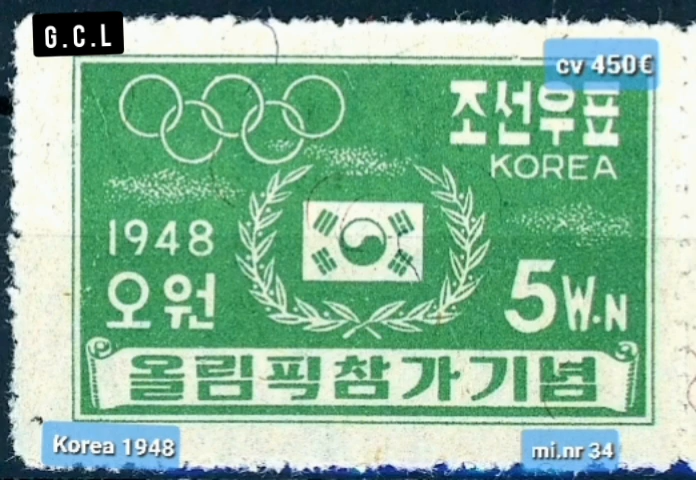 G.C.L
cv 450€
조선우표
KOREA
1948
오원
5W.N
올림픽참가기념
Korea 1948
mi.nr 34